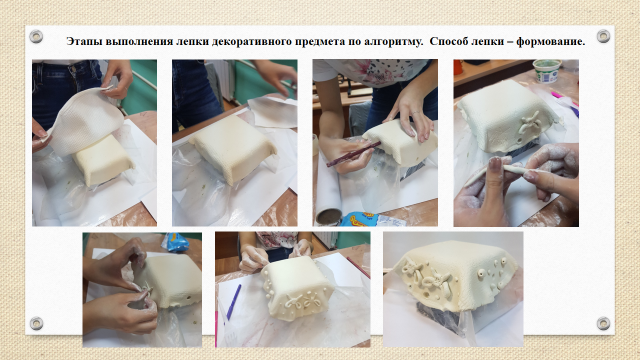 Этапы выполнения лепки декоративного предмета по алгоритму. Способ лепки – формование.